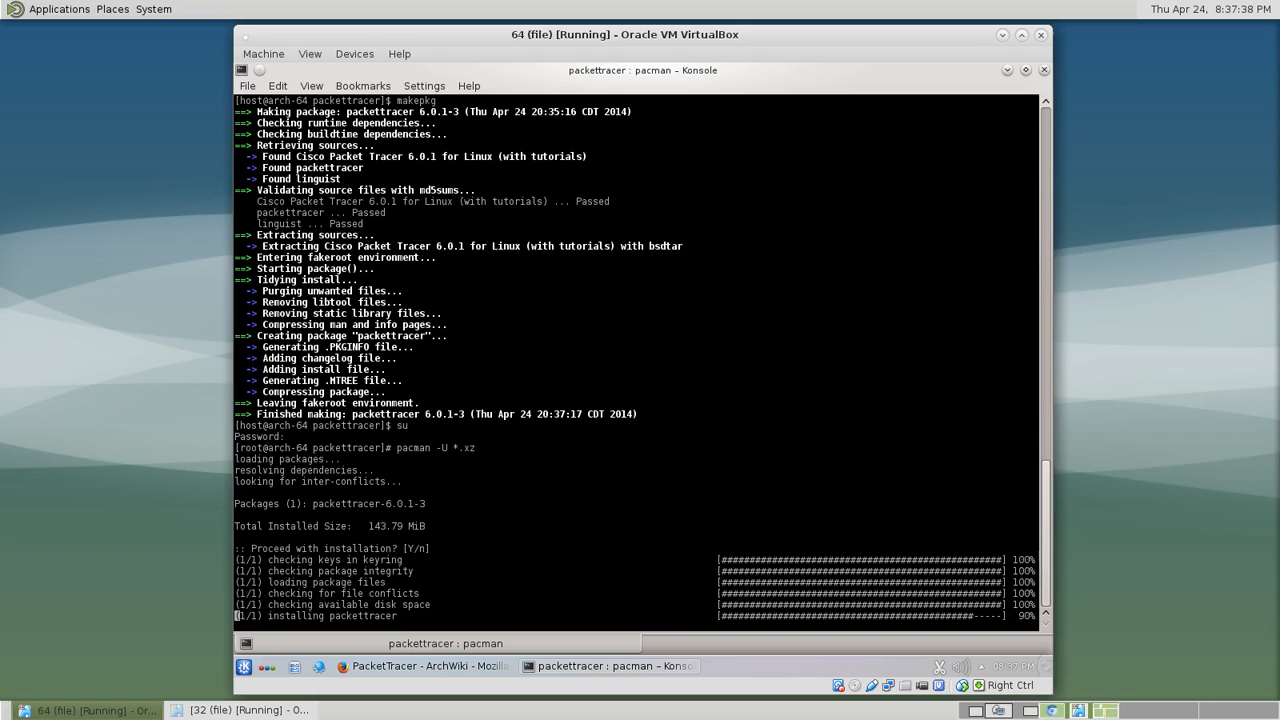 Applications Places System
Thu Apr 24, 8:37:38 PM
64 (file) [Running] - Oracle VM VirtualBox
Machine View Devices Help
packettracer : pacman – Konsole
File Edit View Bookmarks Settings Help
[host@arch-64 packettracer]$ makepkg
==> Making package: packettracer 6.0.1-3 (Thu Apr 24 20:35:16 CDT 2014)
==> Checking runtime dependencies...
==> Checking buildtime dependencies...
==> Retrieving sources...
-> Found Cisco Packet Tracer 6.0.1 for Linux (with tutorials)
-> Found packettracer
-> Found linguist
==> Validating source files with md5sums...
Cisco Packet Tracer 6.0.1 for Linux (with tutorials) ... Passed
packettracer ... Passed
linguist ... Passed
==> Extracting sources...
-> Extracting Cisco Packet Tracer 6.0.1 for Linux (with tutorials) with bsdtar
==> Entering fakeroot environment...
==> Starting package()...
==> Tidying install...
-> Purging unwanted files...
-> Removing libtool files...
-> Removing static library files...
-> Compressing man and info pages...
==> Creating package "packettracer"...
-> Generating .PKGINFO file...
-> Adding changelog file...
-> Adding install file...
-> Generating .MTREE file...
-> Compressing package...
==> Leaving fakeroot environment.
==> Finished making: packettracer 6.0.1-3 (Thu Apr 24 20:37:17 CDT 2014)
[host@arch-64 packettracer]$ su
Password:
[root@arch-64 packettracer]# pacman -U *.xz
loading packages...
resolving dependencies...
looking for inter-conflicts...
Packages (1): packettracer-6.0.1-3
Total Installed Size:   143.79 MiB
:: Proceed with installation? [Y/n]
(1/1) checking keys in keyring [###################################################] 100%
(1/1) checking package integrity [###################################################] 100%
(1/1) loading package files [###################################################] 100%
(1/1) checking for file conflicts [###################################################] 100%
(1/1) checking available disk space [###################################################] 100%
(1/1) installing packettracer [##############################################-----] 90%
packettracer : pacman
PacketTracer - ArchWiki - Mozill
packettracer : pacman – Konso
08:37 PM
Right Ctrl
64 (file) [Running] - O...
[32 (file) [Running] - O...